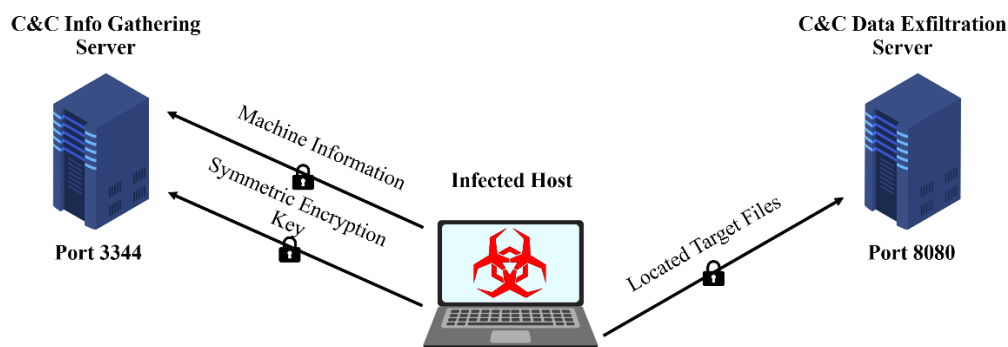 C&C Info Gathering
Server
C&C Data Exfiltration
Server
Machine Information
Symmetric Encryption
Key
Infected Host
Located Target Files
Port 3344
Port 8080